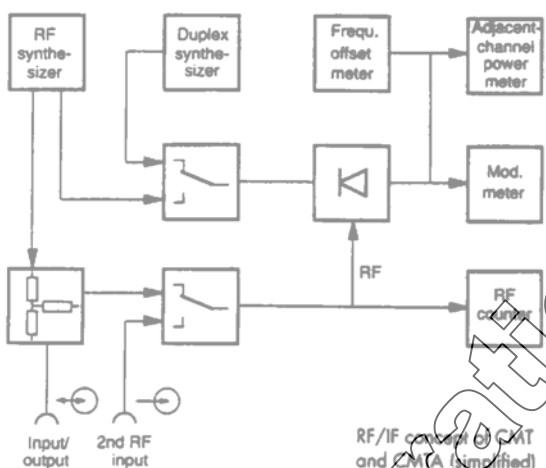 RF
synthe-
sizer
Duplex
synthe-
sizer
Frequ.
offset
meter
Adjacent-
channel
power
meter
Mod.
meter
RF
RF
counter
Input/
output
2nd RF
input
RF/IF concept of CMT
and CMTA (simplified)